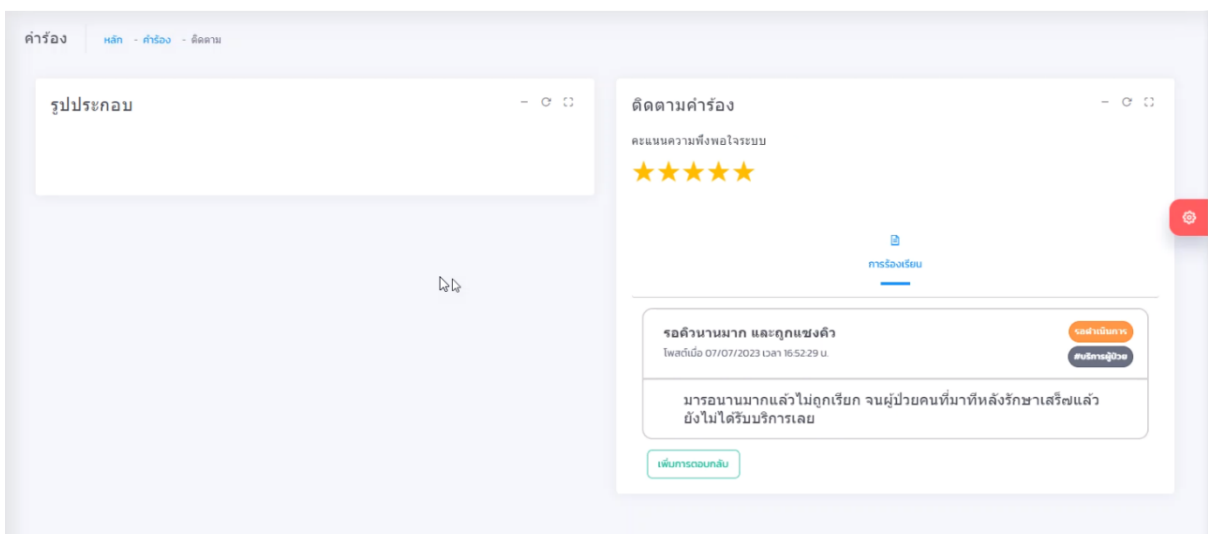 คำร้อง หลัก - คำร้อง - ติดตาม
รูปประกอบ
ติดตามคำร้อง
คะแนนความพึงพอใจระบบ
การร้องเรียน
รอคิวนานมาก และถูกแซงคิว
รอดำเนินการ
โพสต์เมื่อ 07/07/2023 เวลา 16:52:29 น.
#บริการผู้ป่วย
มารอนานมากแล้วไม่ถูกเรียก จนผู้ป่วยคนที่มาทีหลังรักษาเสร็๗แล้ว
ยังไม่ได้รับบริการเลย
เพิ่มการตอบกลับ